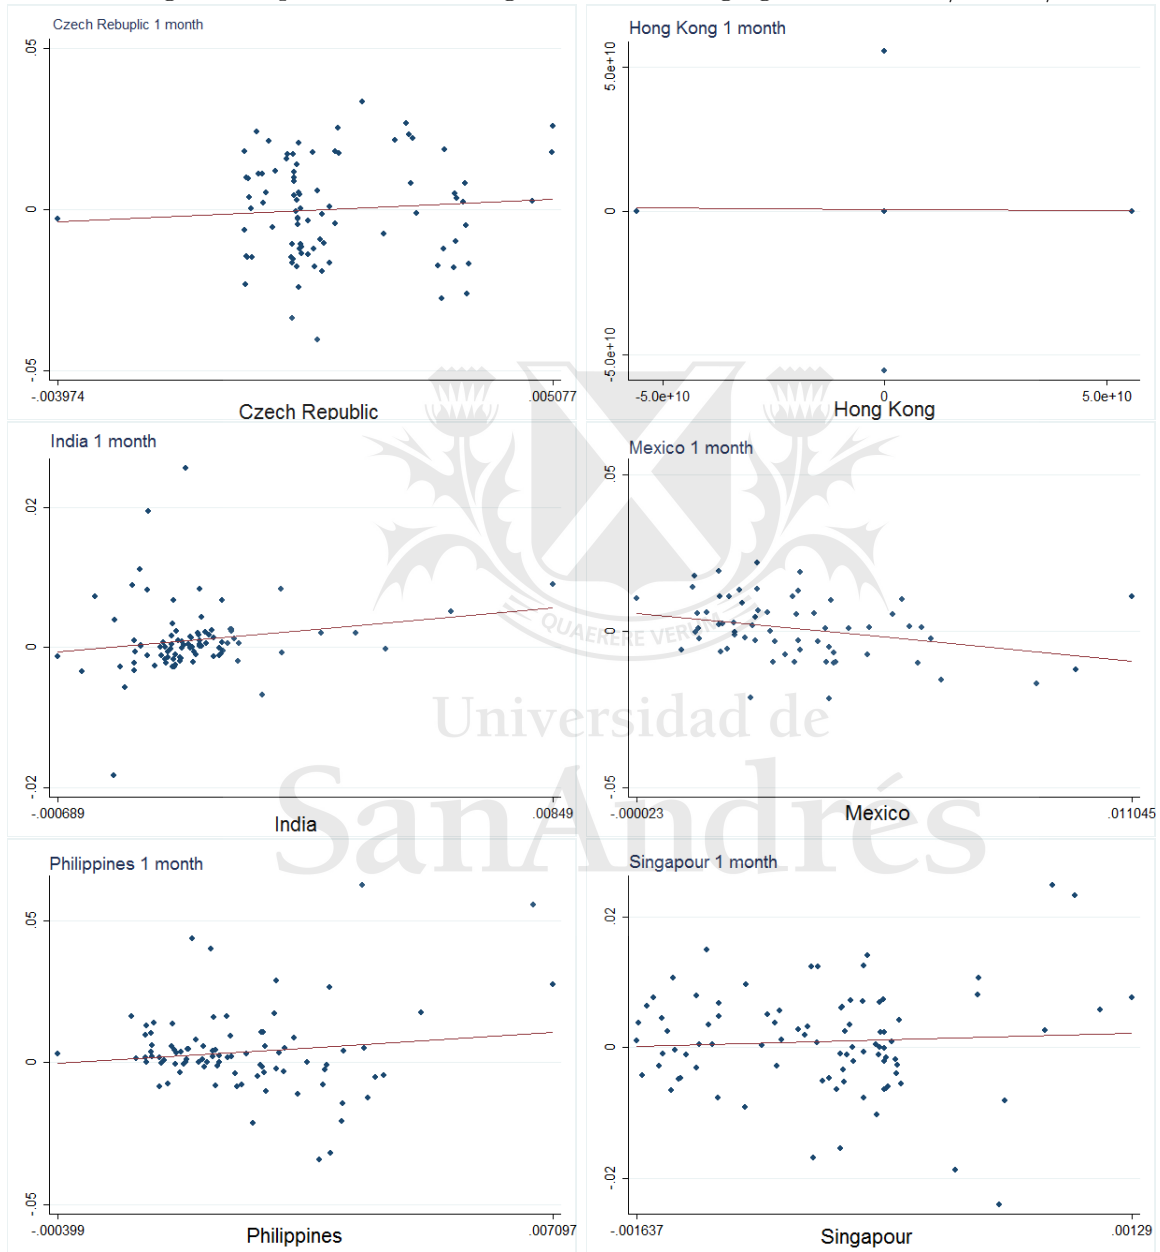 Czech Rebuplic 1 month
.05
0
-.05
-.003974
.005077
Czech Republic
Hong Kong 1 month
5.0e+10
0
-5.0e+10
-5.0e+10
0
5.0e+10
Hong Kong
India 1 month
.02
0
-.02
-.000689
.00849
India
Mexico 1 month
.05
0
-.05
-.000023
.011045
Mexico
QUAERERE VERUM
Universidad de
SanAndrés
Philippines 1 month
.05
0
-.05
-.000399
.007097
Philippines
Singapour 1 month
.02
0
-.02
-.001637
.00129
Singapour